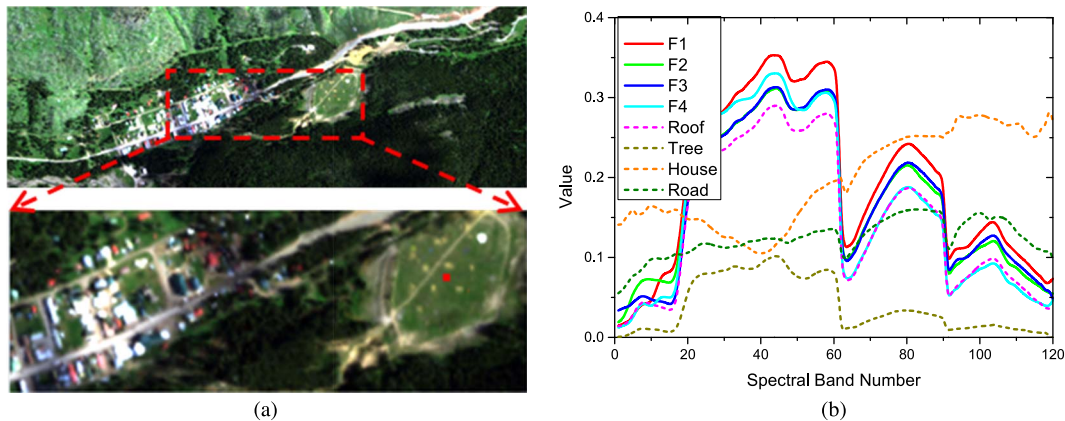 0.4
0.3
0.2
0.1
0.0
Value
F1
F2
F3
F4
Roof
Tree
House
Road
0 20 40 60 80 100 120
Spectral Band Number
(a)
(b)